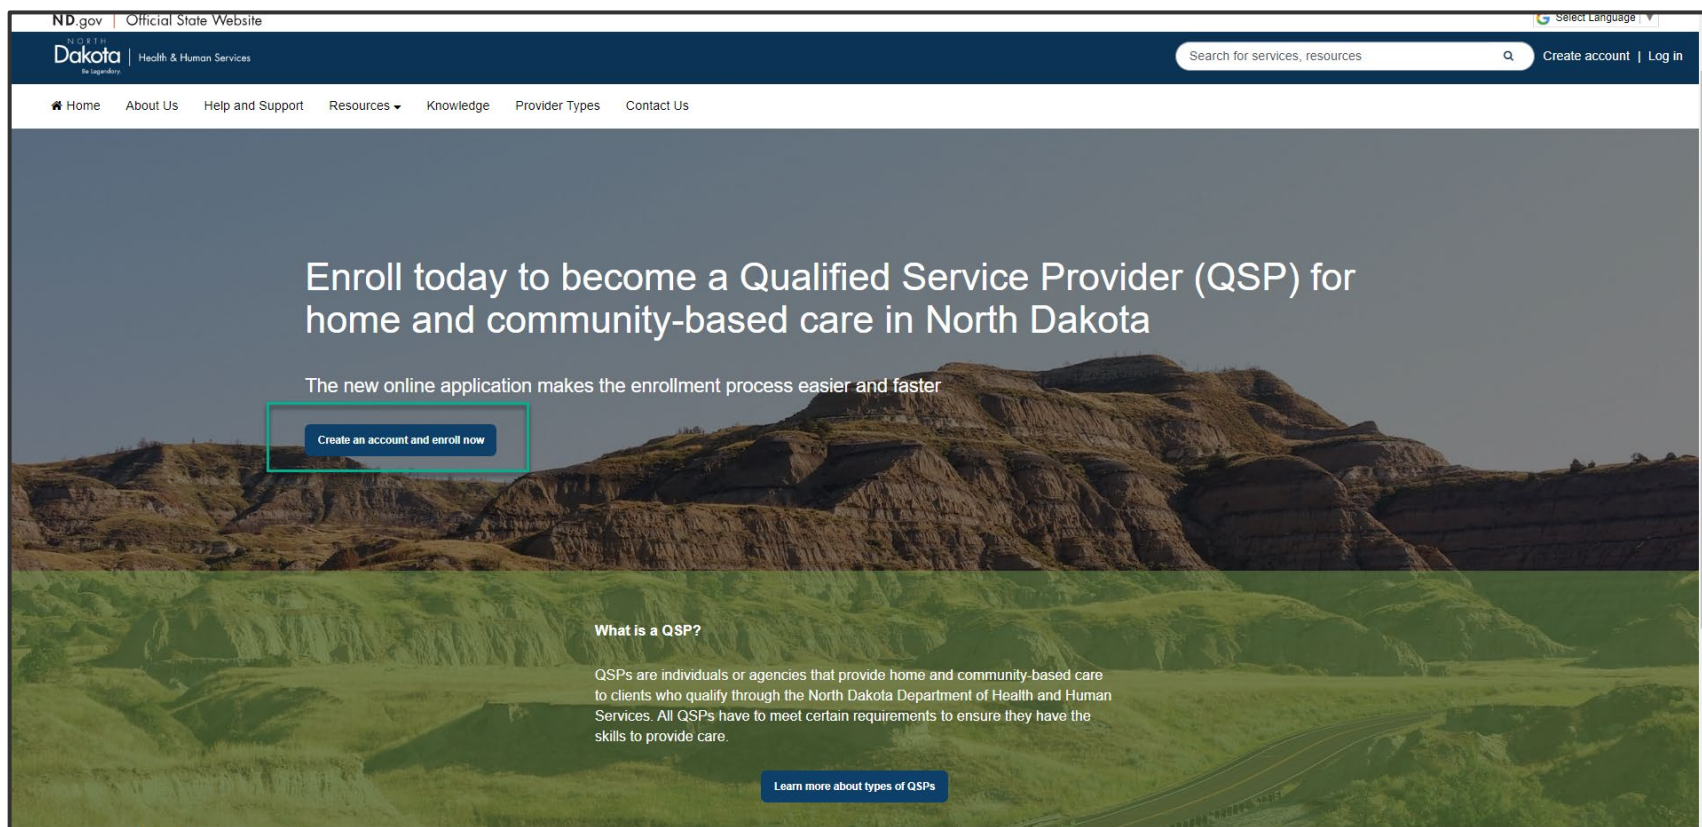 ND.gov | Official State Website
Select Language ▼
NORTH
Dakota | Health & Human Services
Be Legendary.
Search for services, resources
Create account | Log in
Home About Us Help and Support Resources Knowledge Provider Types Contact Us
Enroll today to become a Qualified Service Provider (QSP) for
home and community-based care in North Dakota
The new online application makes the enrollment process easier and faster
Create an account and enroll now
What is a QSP?
QSPs are individuals or agencies that provide home and community-based care
to clients who qualify through the North Dakota Department of Health and Human
Services. All QSPs have to meet certain requirements to ensure they have the
skills to provide care.
Learn more about types of QSPs